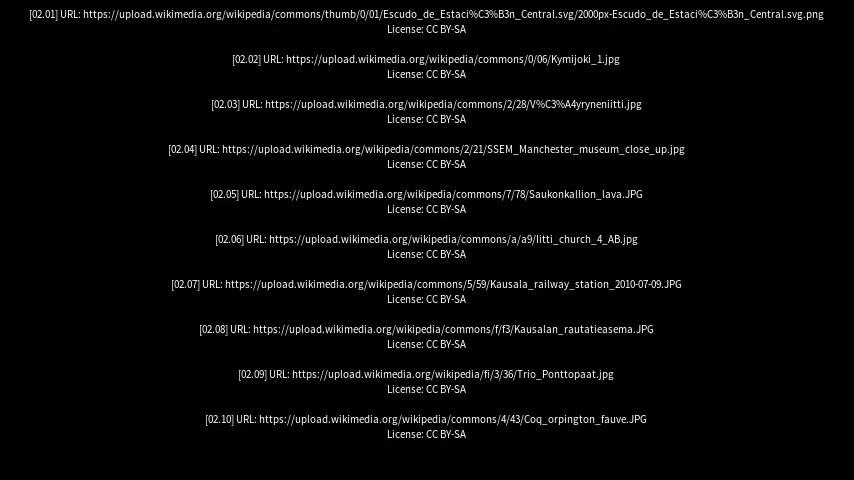 [02.01] URL: https://upload.wikimedia.org/wikipedia/commons/thumb/0/01/Escudo_de_Estaci%C3%B3n_Central.svg/2000px-Escudo_de_Estaci%C3%B3n_Central.svg.png
License: CC BY-SA
[02.02] URL: https://upload.wikimedia.org/wikipedia/commons/0/06/Kymijoki_1.jpg
License: CC BY-SA
[02.03] URL: https://upload.wikimedia.org/wikipedia/commons/2/28/V%C3%A4yryneniitti.jpg
License: CC BY-SA
[02.04] URL: https://upload.wikimedia.org/wikipedia/commons/2/21/SSEM_Manchester_museum_close_up.jpg
License: CC BY-SA
[02.05] URL: https://upload.wikimedia.org/wikipedia/commons/7/78/Saukonkallion_lava.JPG
License: CC BY-SA
[02.06] URL: https://upload.wikimedia.org/wikipedia/commons/a/a9/Iitti_church_4_AB.jpg
License: CC BY-SA
[02.07] URL: https://upload.wikimedia.org/wikipedia/commons/5/59/Kausala_railway_station_2010-07-09.JPG
License: CC BY-SA
[02.08] URL: https://upload.wikimedia.org/wikipedia/commons/f/f3/Kausalan_rautatieasema.JPG
License: CC BY-SA
[02.09] URL: https://upload.wikimedia.org/wikipedia/fi/3/36/Trio_Ponttopaat.jpg
License: CC BY-SA
[02.10] URL: https://upload.wikimedia.org/wikipedia/commons/4/43/Coq_orpington_fauve.JPG
License: CC BY-SA